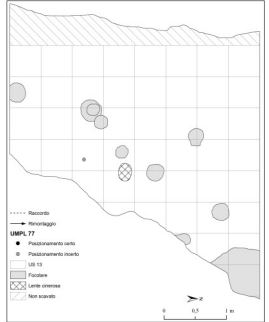 Raccordo
Rimontaggio
UMPL 77
Posizionamento certo
Posizionamento incerto
US 13
Focolare
Lente cinerosa
Non scavato
Z
0 0,5 1 m